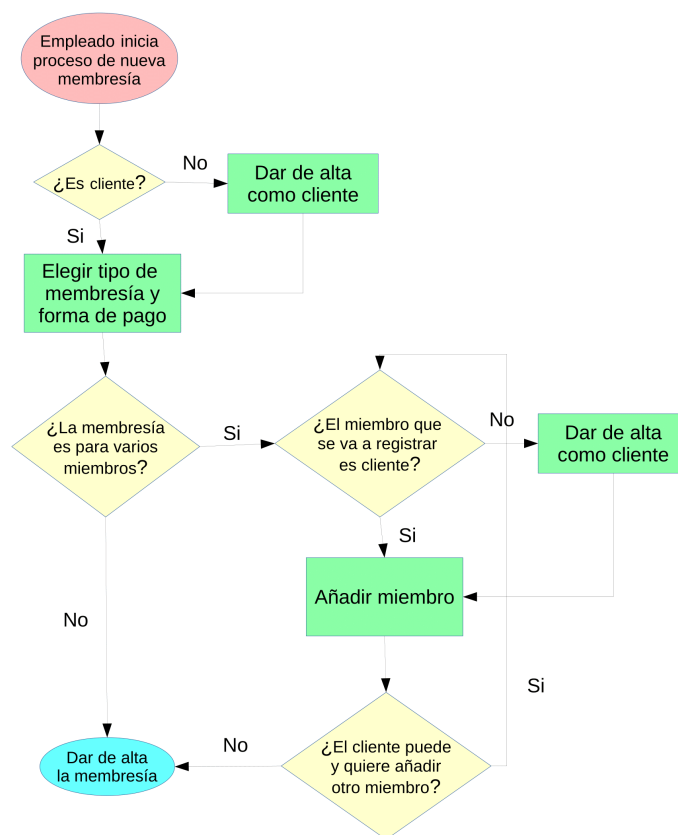 Empleado inicia
proceso de nueva
membresía
¿Es cliente?
No
Dar de alta
como cliente
Si
Elegir tipo de
membresía y
forma de pago
¿La membresía
es para varios
miembros?
Si
¿El miembro que
se va a registrar
es cliente?
No
Dar de alta
como cliente
Si
Añadir miembro
No
Si
¿El cliente puede
y quiere añadir
otro miembro?
No
Dar de alta
la membresía